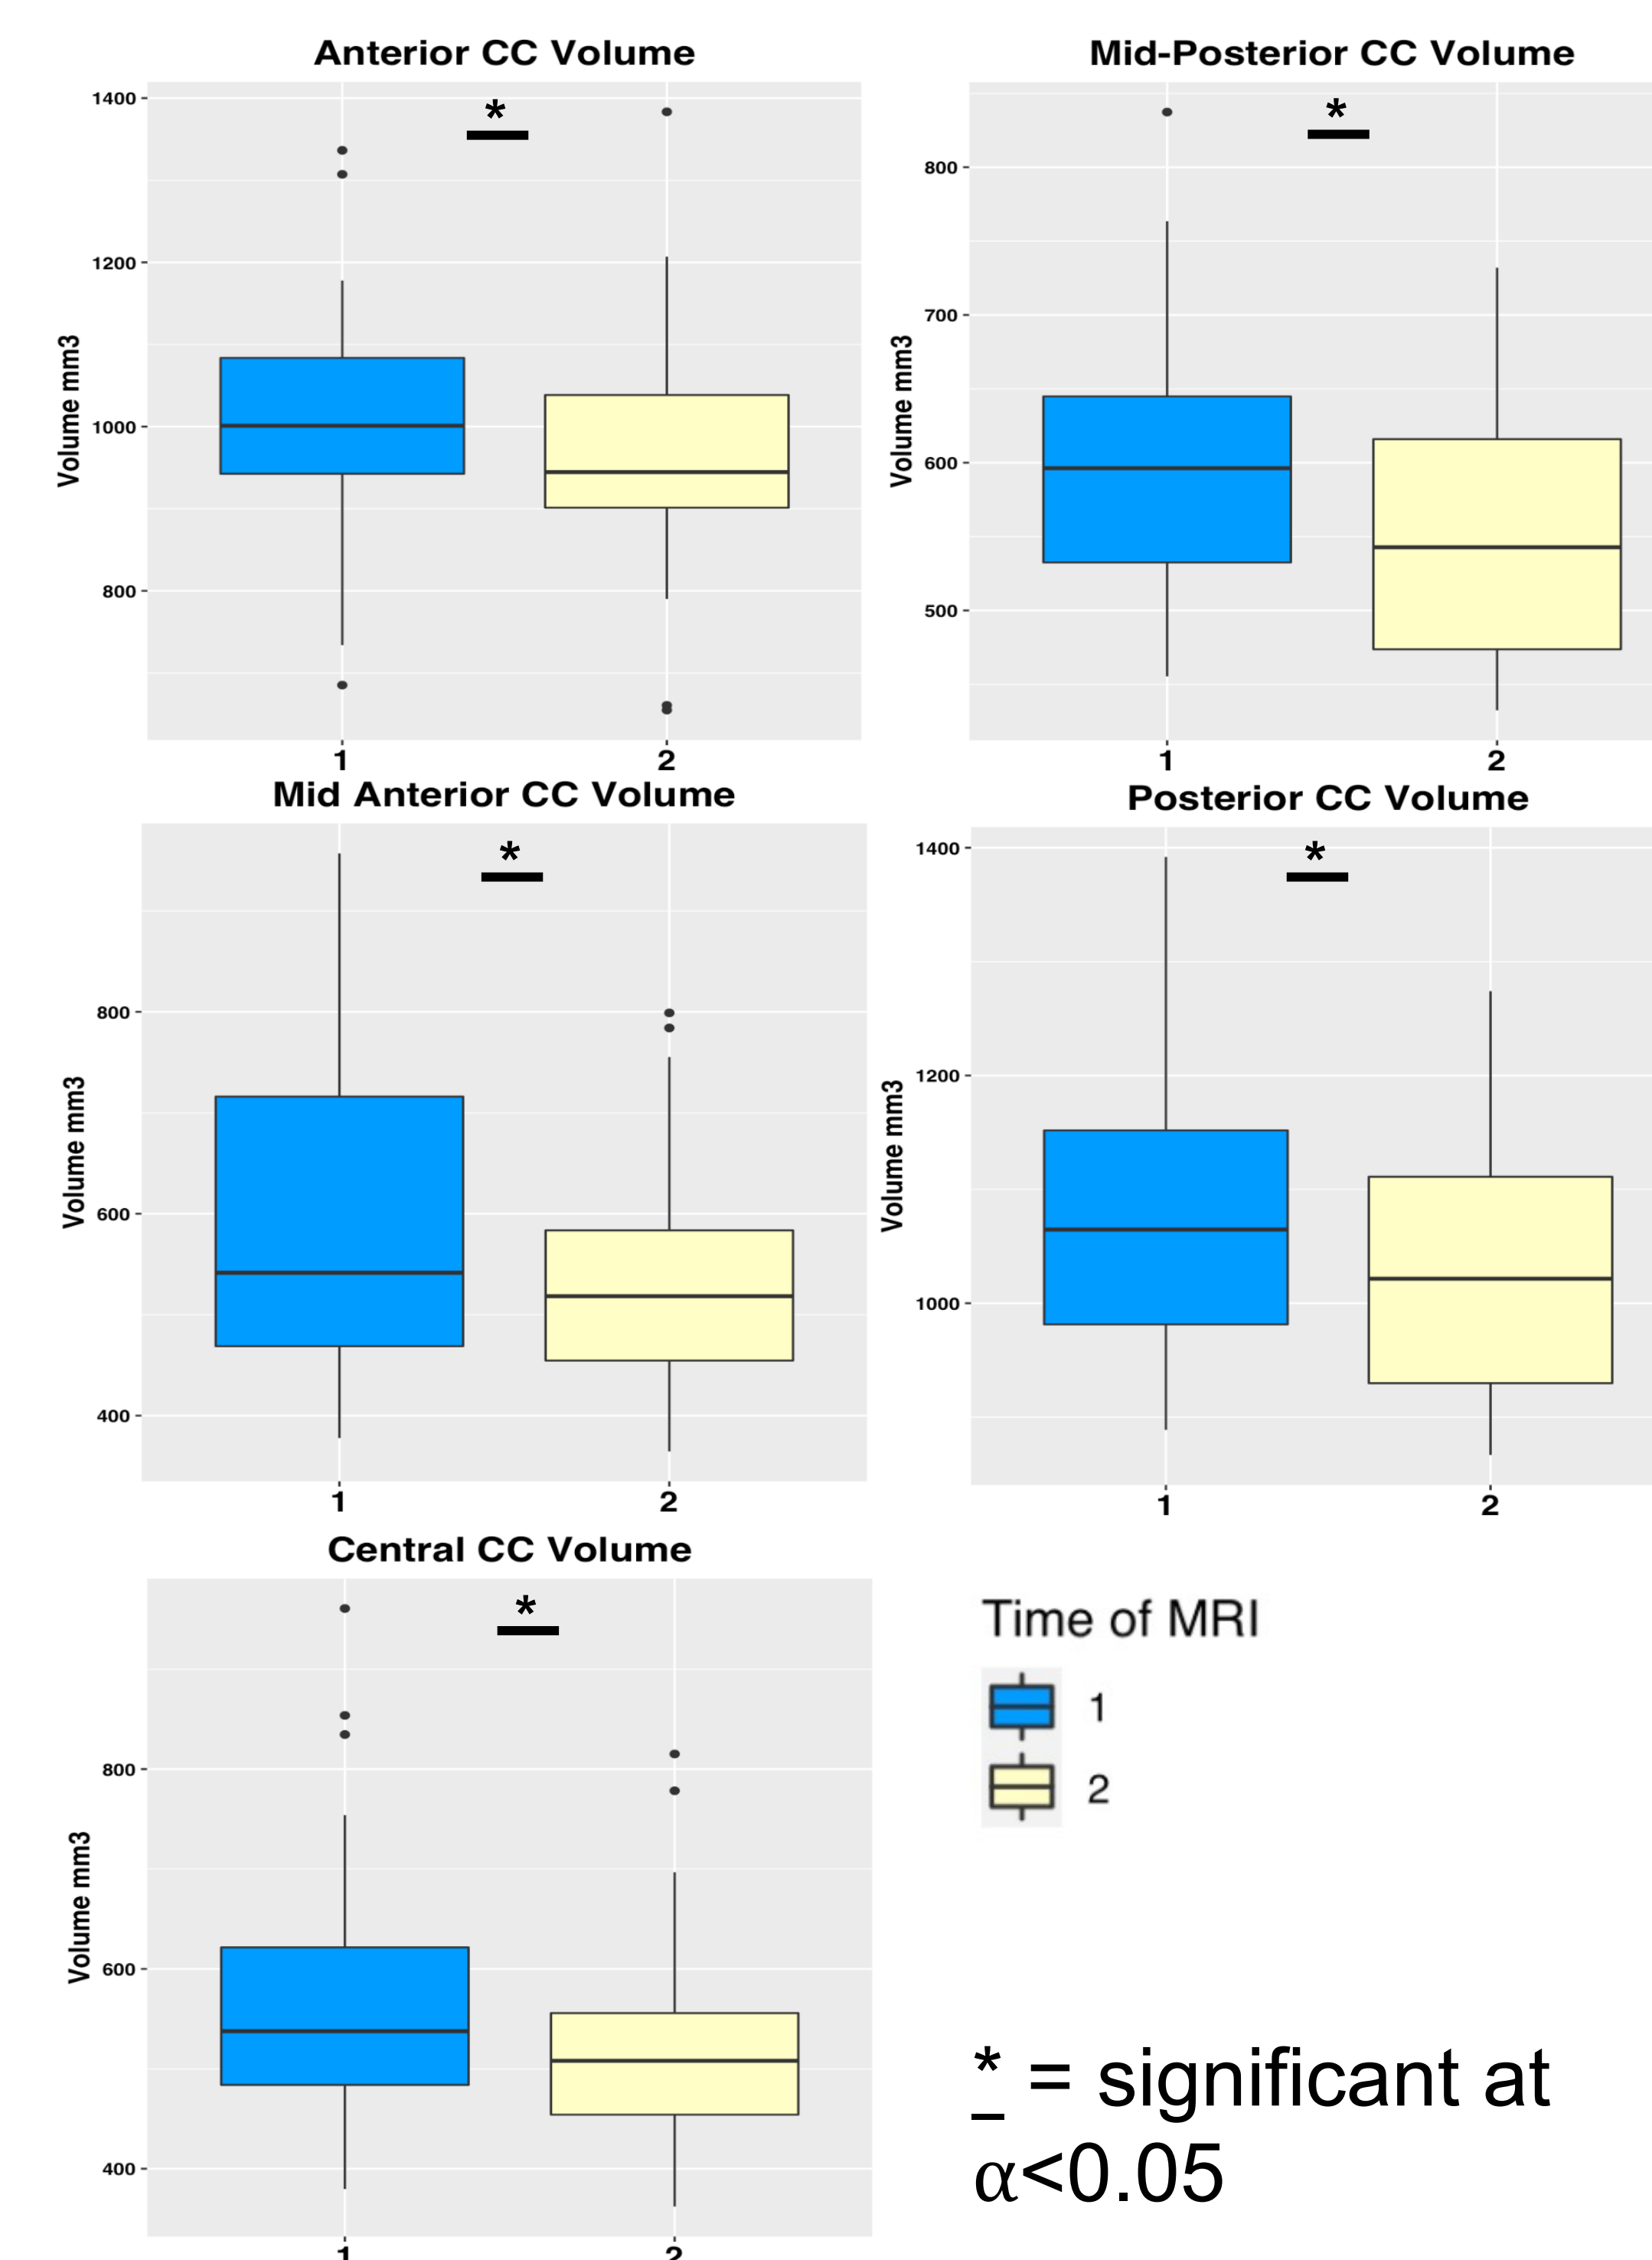 Anterior CC Volume
*
1400
1200
1000
800
Volume mm3
1 2
Mid-Posterior CC Volume
*
800
700
600
500
Volume mm3
1 2
Mid Anterior CC Volume
*
800
600
400
Volume mm3
1 2
Posterior CC Volume
*
1400
1200
1000
Volume mm3
1 2
Central CC Volume
*
800
600
400
Volume mm3
1 2
Time of MRI
1
2
* = significant at
α<0.05